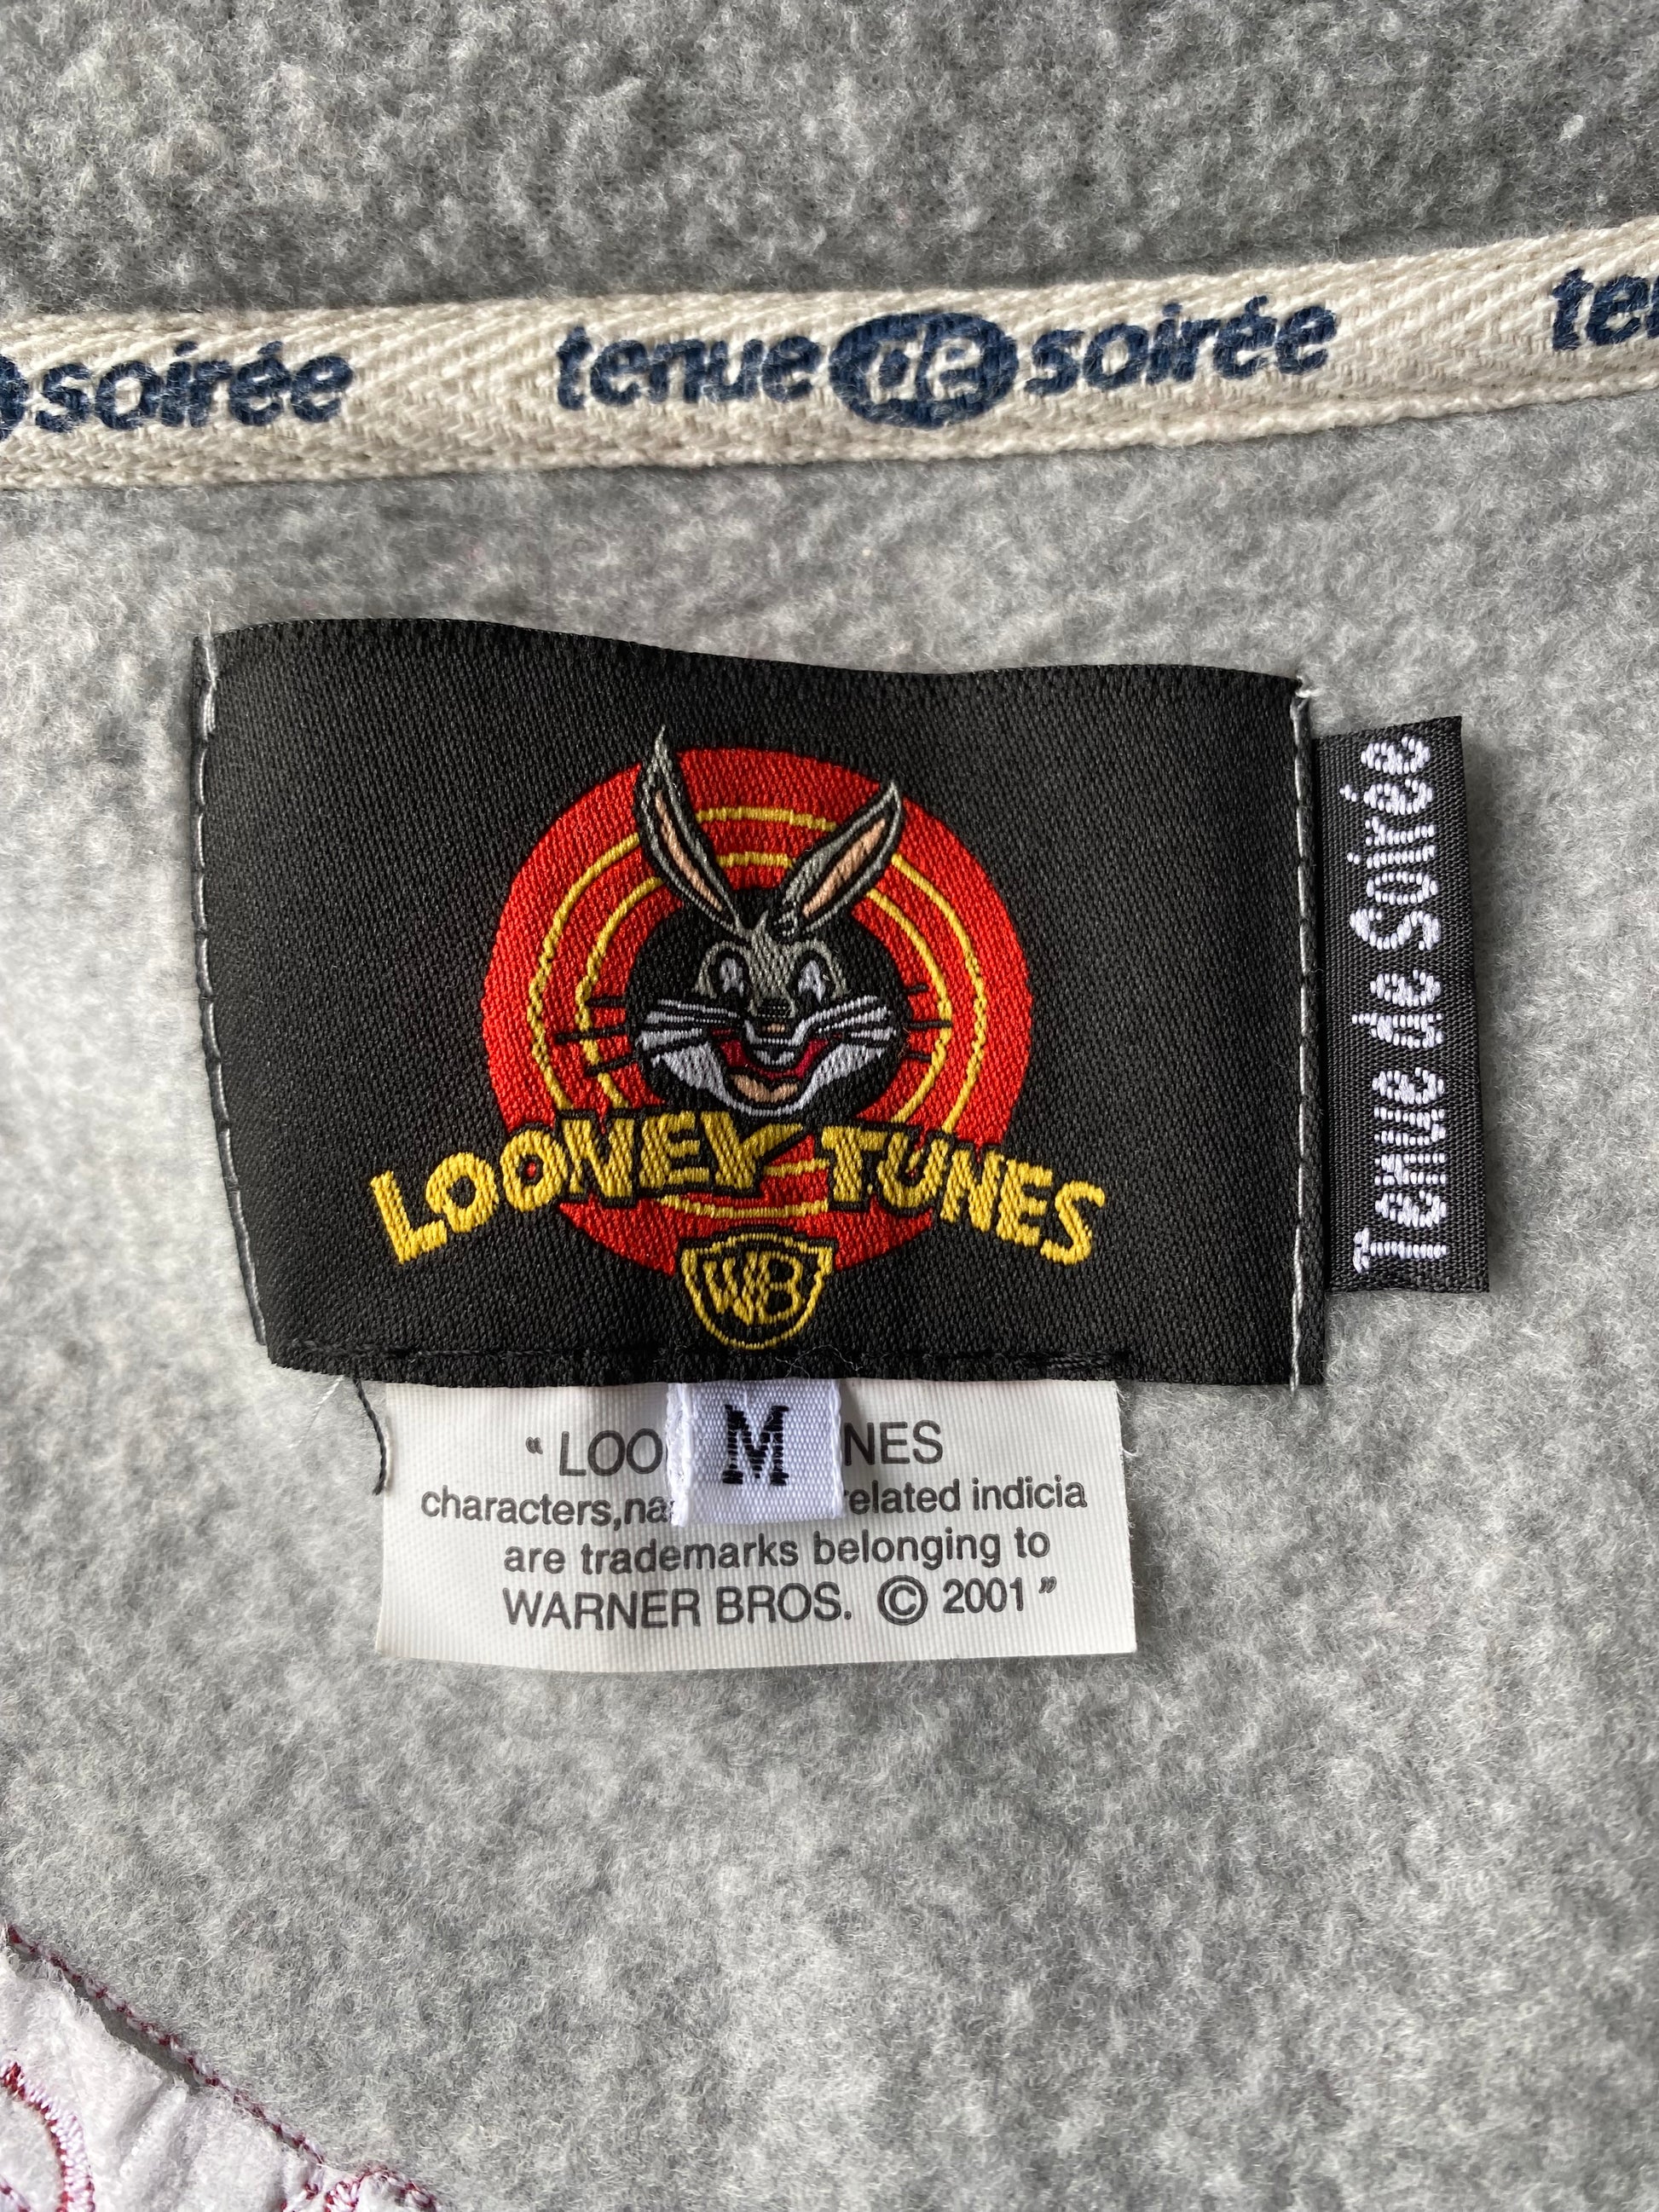 soirée
tenue de soirée
te
LOONEY TUNES
WB
Tenue de Soirée
M
“ LOO NES
characters,na elated indicia
are trademarks belonging to
WARNER BROS. © 2001 ”